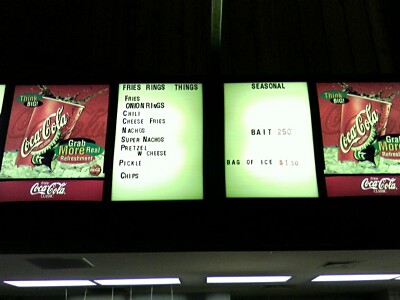 Think
BIG!
Coca-Cola
Grab
More Real
Refreshment
Coca-Cola
CLASSIC
FRIES RINGS THINGS
FRIES
ONION RINGS
CHILI
CHEESE FRIES
NACHOS
SUPER NACHOS
PRETZEL
W CHEESE
PICKLE
CHIPS
SEASONAL
BAIT 250
BAG OF ICE $150
Think
BIG!
Coca-Cola
Grab
More
Refreshment
Coca-Cola
CLASSIC